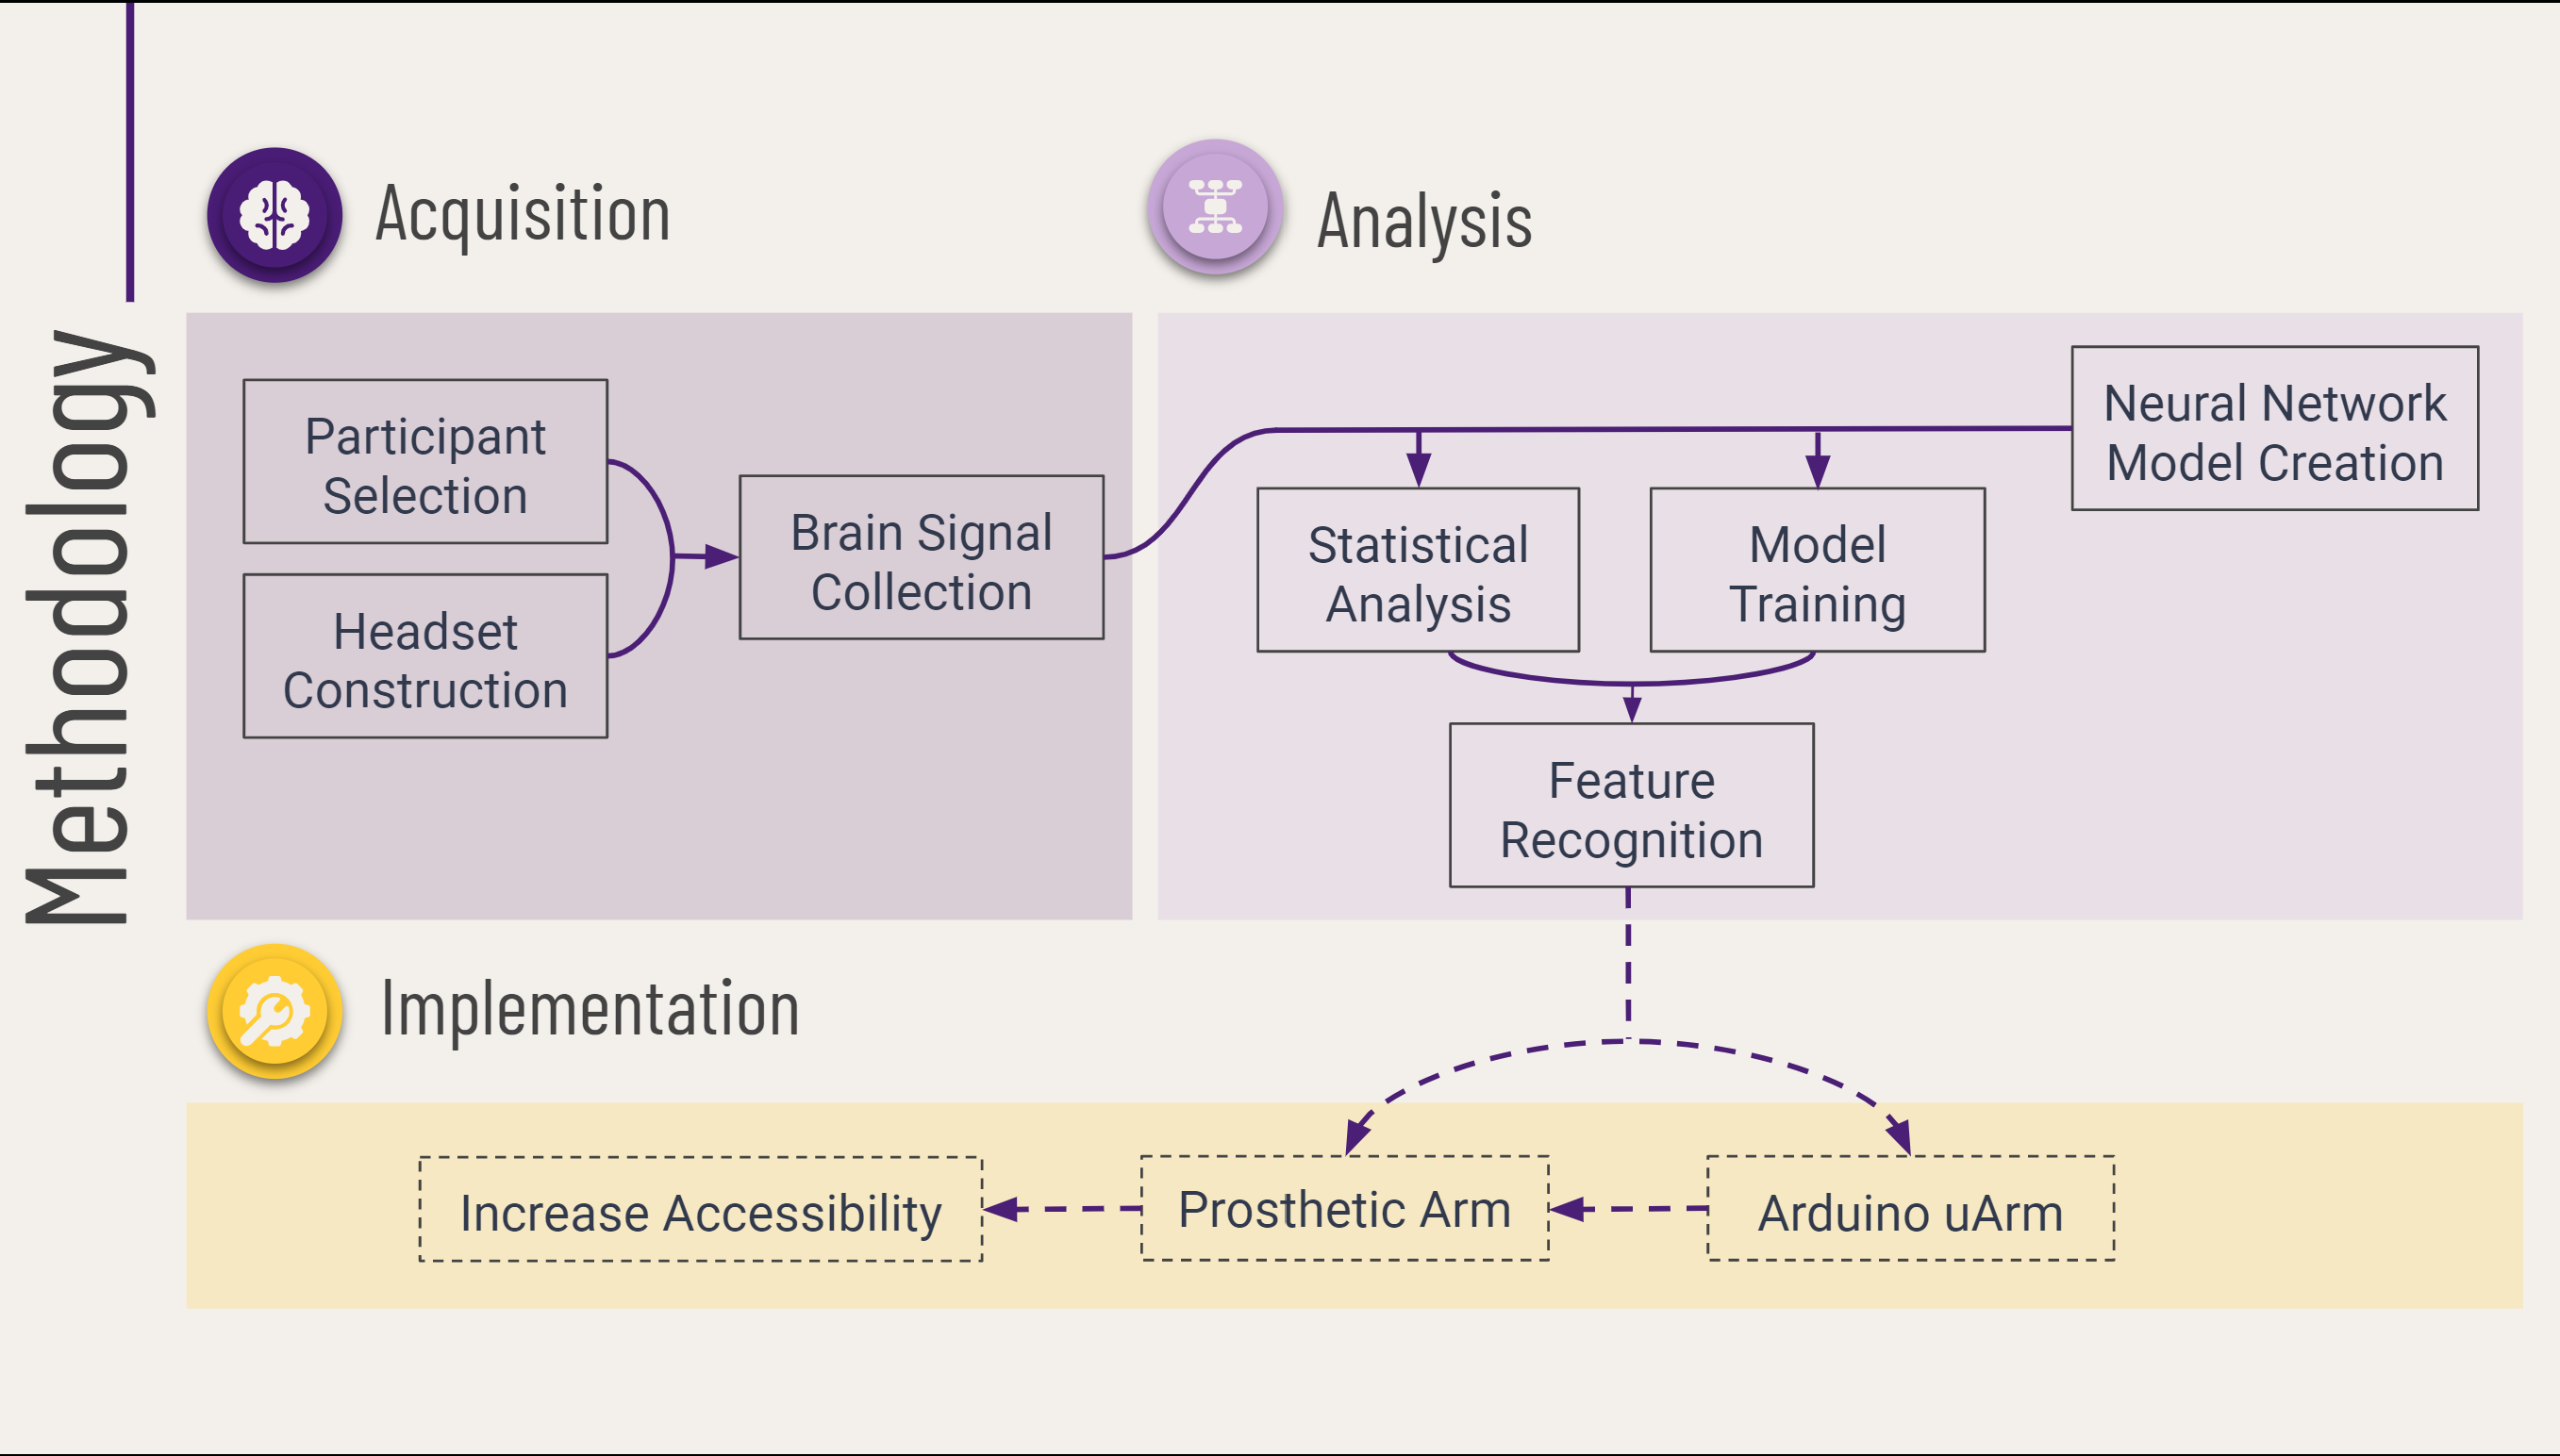 Methodology
Acquisition
Analysis
Participant
Selection
Headset
Construction
Brain Signal
Collection
Neural Network
Model Creation
Statistical
Analysis
Model
Training
Feature
Recognition
Implementation
Increase Accessibility
Prosthetic Arm
Arduino uArm